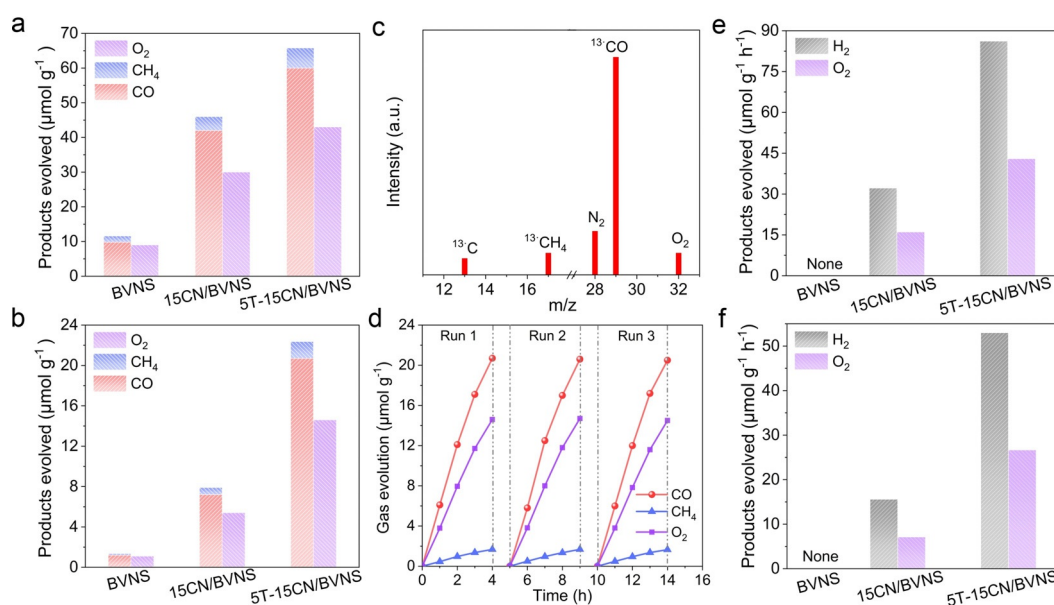 a
Products evolved (μmol g⁻¹)
70
60
50
40
30
20
10
0
O₂
CH₄
CO
BVNS
15CN/BVNS
5T-15CN/BVNS
b
Products evolved (μmol g⁻¹)
24
20
16
12
8
4
0
O₂
CH₄
CO
BVNS
15CN/BVNS
5T-15CN/BVNS
c
Intensity (a.u.)
¹³·C
¹³·CH₄
N₂
¹³·CO
O₂
12 14 16 28 30 32
m/z
d
Gas evolution (μmol g⁻¹)
24
20
16
12
8
4
0
Run 1
Run 2
Run 3
CO
CH₄
O₂
0 2 4 6 8 10 12 14 16
Time (h)
e
Products evolved (μmol g⁻¹ h⁻¹)
90
75
60
45
30
15
0
H₂
O₂
None
BVNS
15CN/BVNS
5T-15CN/BVNS
f
Products evolved (μmol g⁻¹ h⁻¹)
50
40
30
20
10
0
H₂
O₂
None
BVNS
15CN/BVNS
5T-15CN/BVNS